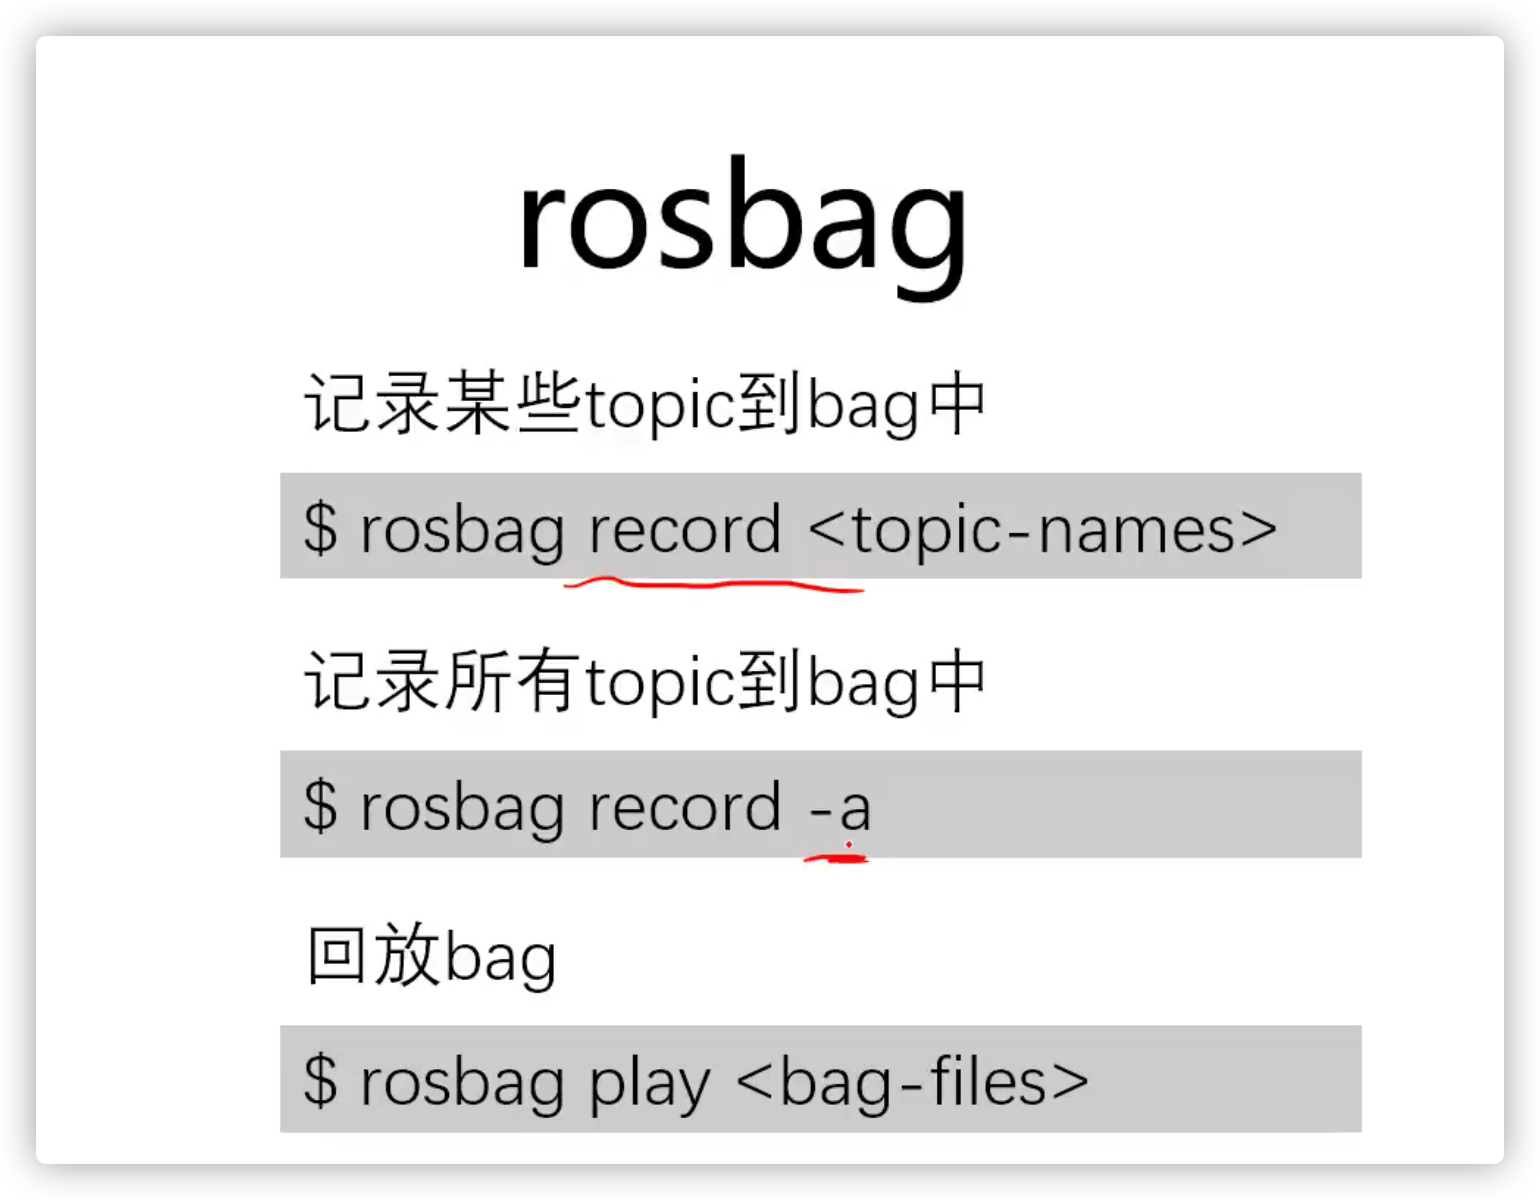 rosbag
记录某些topic到bag中
$ rosbag record <topic-names>
记录所有topic到bag中
$ rosbag record -a
回放bag
$ rosbag play <bag-files>